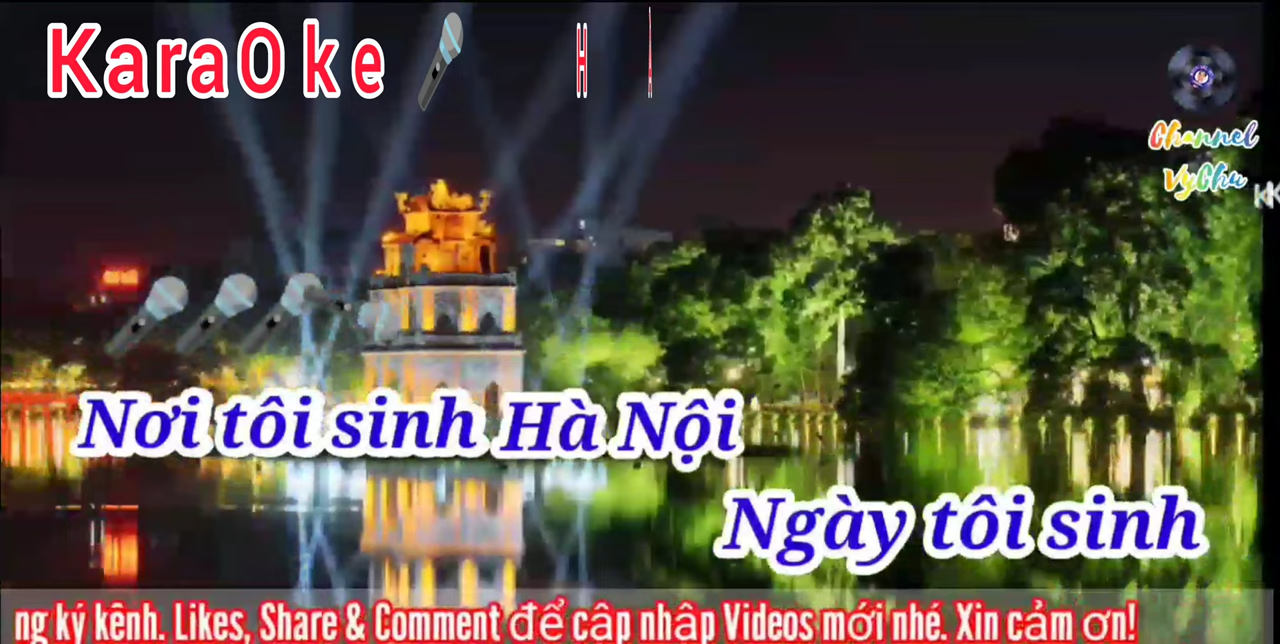 KaraOke H A
Channel
VyChu
KK
Nơi tôi sinh Hà Nội
Ngày tôi sinh
ng ký kênh. Likes, Share & Comment để câp nhâp Videos mới nhé. Xin cảm ơn!